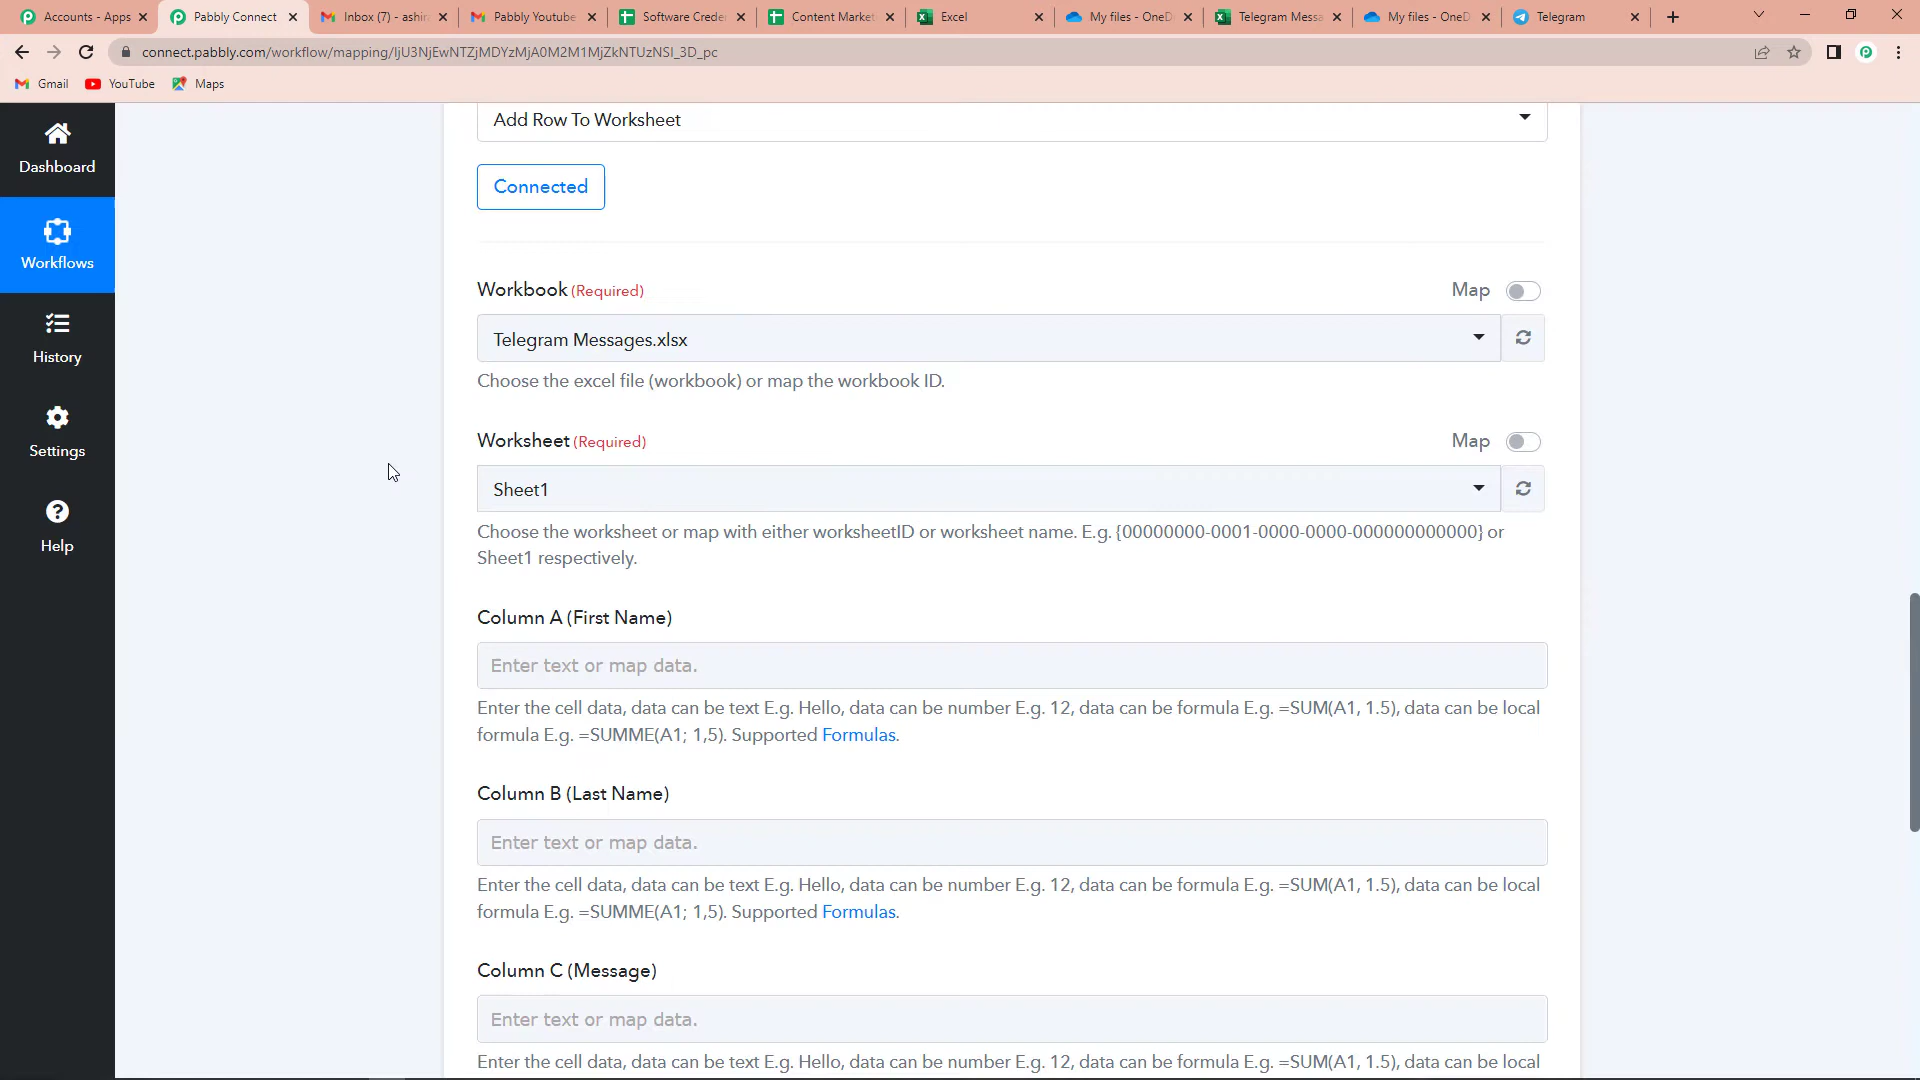 Accounts - Apps
Pabbly Connect
Inbox (7) - ashir
Pabbly Youtube
Software Crede
Content Market
Excel
My files - OneD
Telegram Messa
My files - OneD
Telegram
connect.pabbly.com/workflow/mapping/IjU3NjEwNTZjMDYzMjA0M2M1MjZkNTUzNSI_3D_pc
Gmail
YouTube
Maps
Dashboard
Workflows
History
Settings
Help
Add Row To Worksheet
Connected
Workbook (Required)
Map
Telegram Messages.xlsx
Choose the excel file (workbook) or map the workbook ID.
Worksheet (Required)
Map
Sheet1
Choose the worksheet or map with either worksheetID or worksheet name. E.g. {00000000-0001-0000-0000-000000000000} or
Sheet1 respectively.
Column A (First Name)
Enter text or map data.
Enter the cell data, data can be text E.g. Hello, data can be number E.g. 12, data can be formula E.g. =SUM(A1, 1.5), data can be local
formula E.g. =SUMME(A1; 1,5). Supported Formulas.
Column B (Last Name)
Enter text or map data.
Enter the cell data, data can be text E.g. Hello, data can be number E.g. 12, data can be formula E.g. =SUM(A1, 1.5), data can be local
formula E.g. =SUMME(A1; 1,5). Supported Formulas.
Column C (Message)
Enter text or map data.
Enter the cell data, data can be text E.g. Hello, data can be number E.g. 12, data can be formula E.g. =SUM(A1, 1.5), data can be local